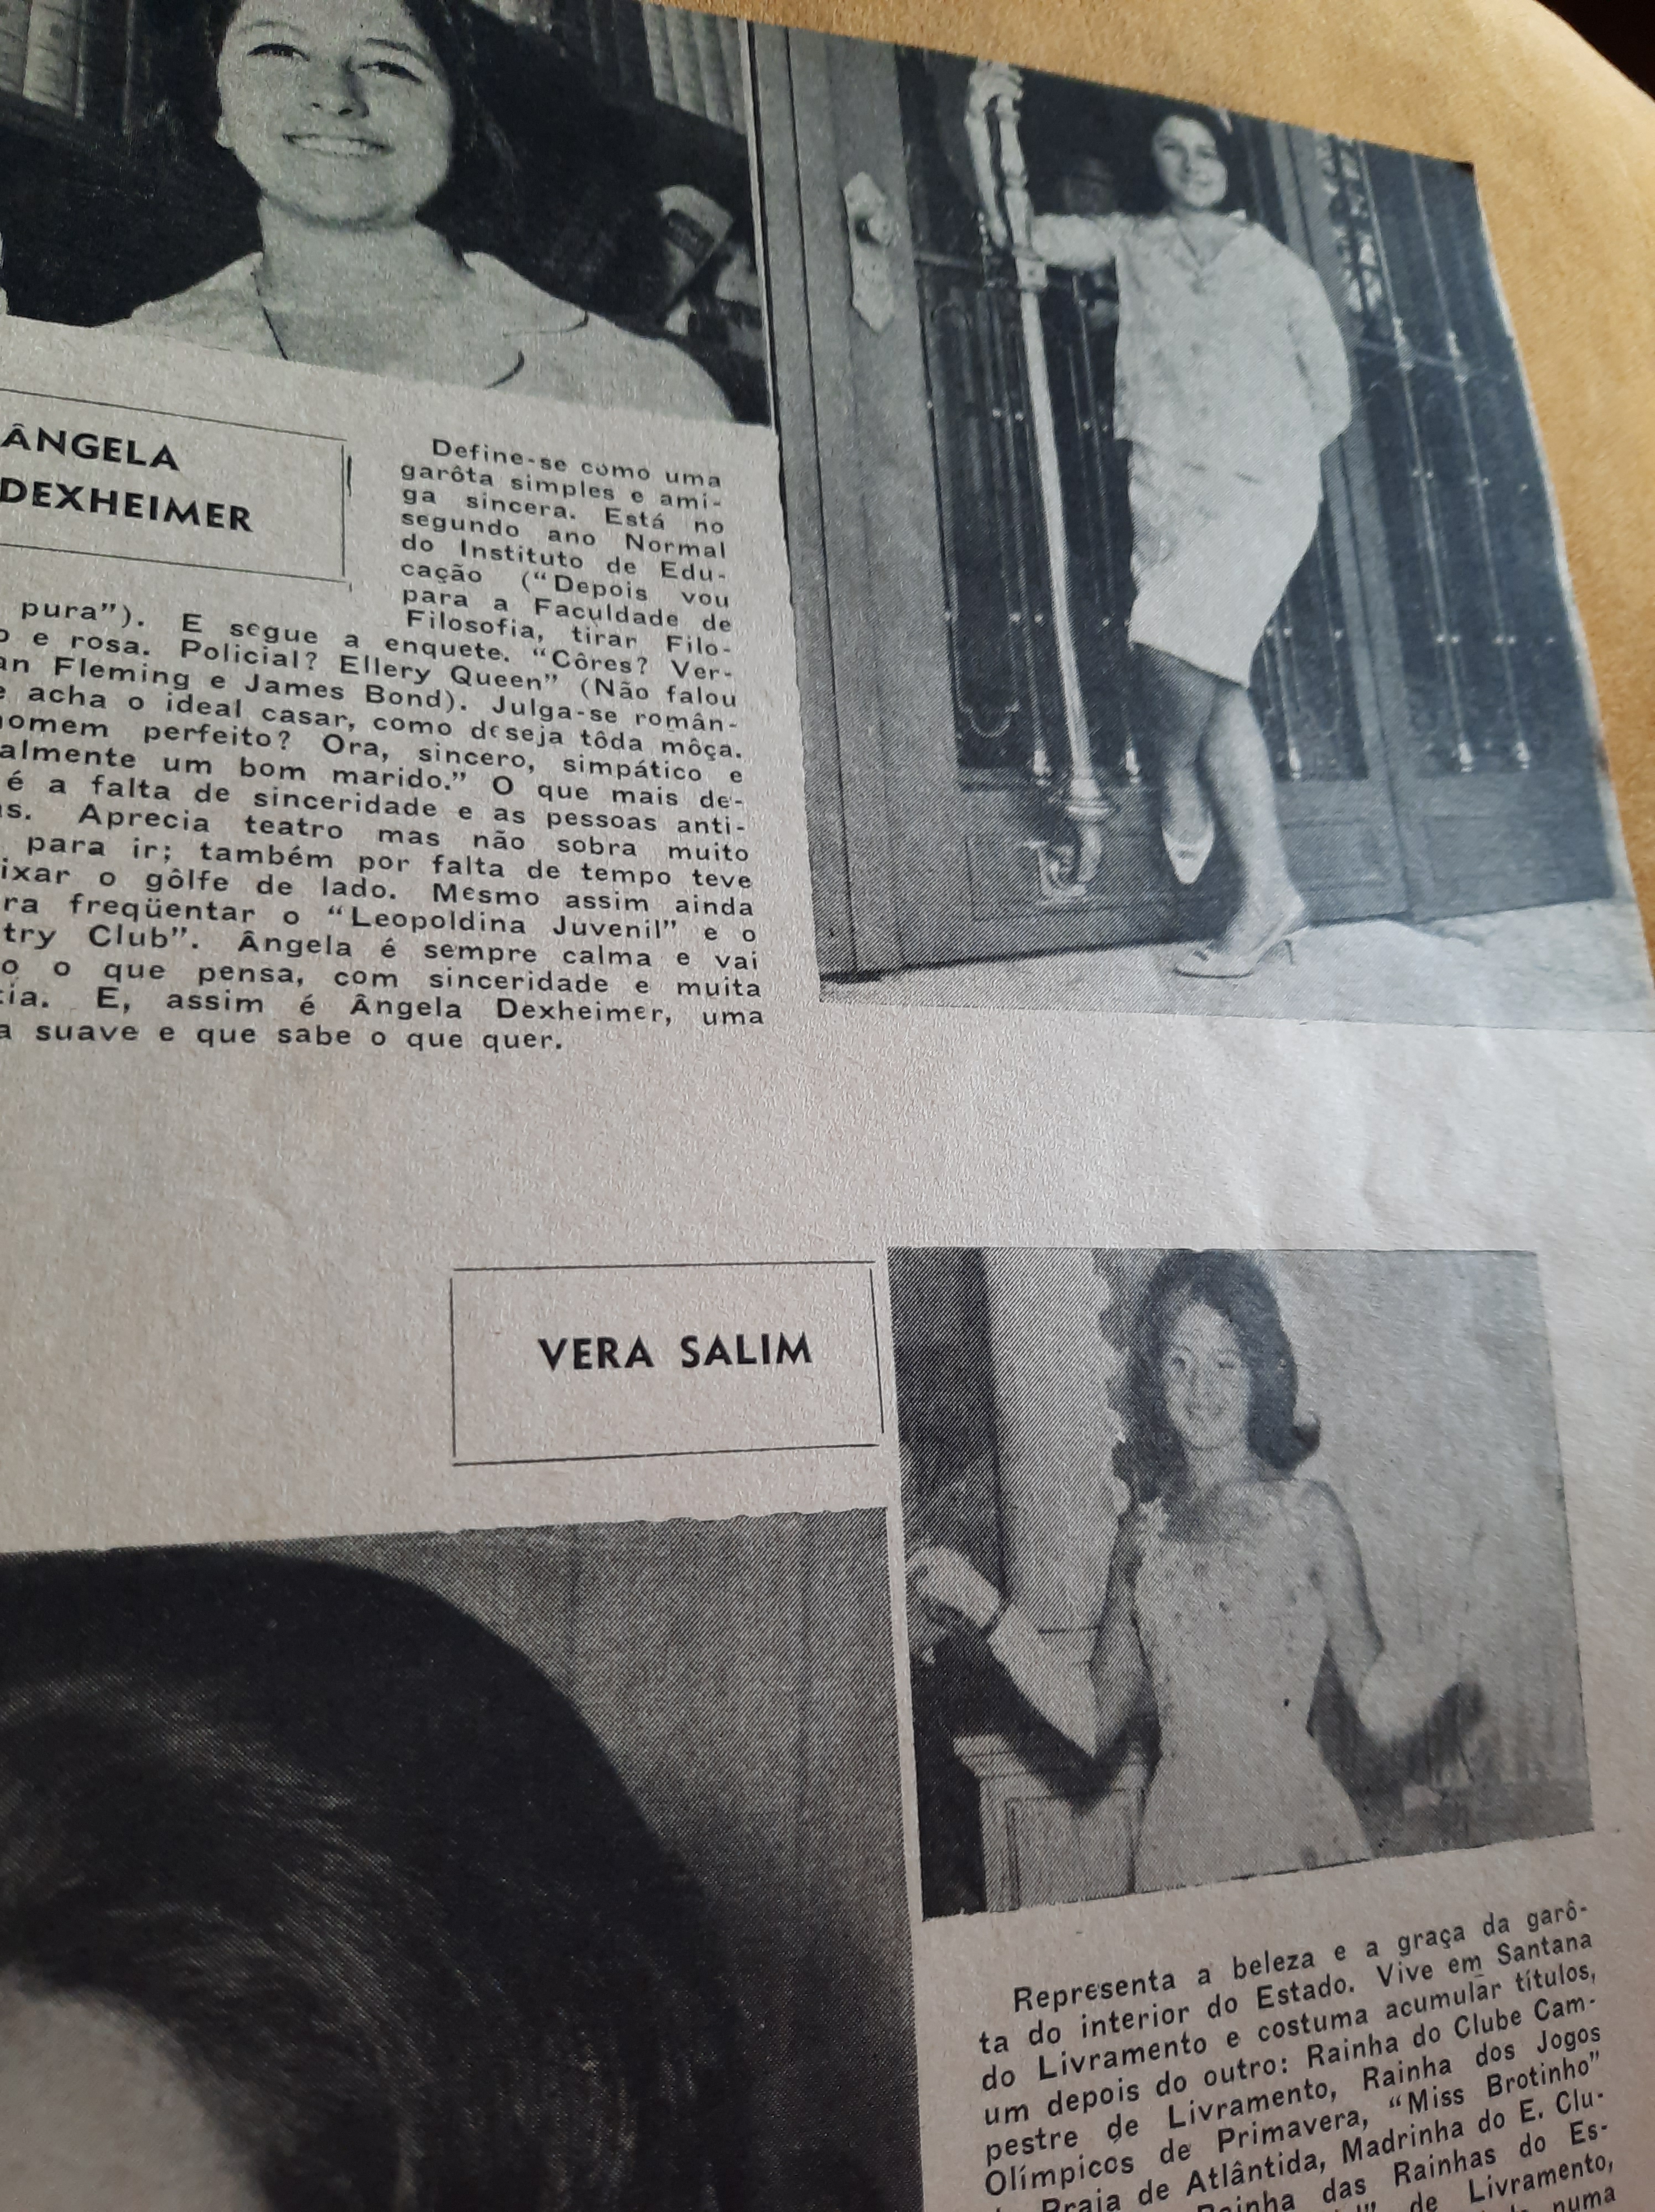 ÂNGELA
DEXHEIMER
Define-se como uma
garôta simples e ami-
ga sincera. Está no
segundo ano Normal
do Instituto de Edu-
cação (“Depois vou
para a Faculdade de
Filosofia, tirar Filo-
pura”). E segue a enquete. “Côres? Ver-
o e rosa. Policial? Ellery Queen” (Não falou
an Fleming e James Bond). Julga-se român-
e acha o ideal casar, como deseja tôda môça.
homem perfeito? Ora, sincero, simpático e
almente um bom marido.” O que mais de-
é a falta de sinceridade e as pessoas anti-
as. Aprecia teatro mas não sobra muito
para ir; também por falta de tempo teve
ixar o gôlfe de lado. Mesmo assim ainda
ra freqüentar o “Leopoldina Juvenil” e o
try Club”. Ângela é sempre calma e vai
o o que pensa, com sinceridade e muita
cia. E, assim é Ângela Dexheimer, uma
a suave e que sabe o que quer.
VERA SALIM
Representa a beleza e a graça da garô-
ta do interior do Estado. Vive em Santana
do Livramento e costuma acumular títulos,
um depois do outro: Rainha do Clube Cam-
pestre de Livramento, Rainha dos Jogos
Olímpicos de Primavera, “Miss Brotinho”
Praia de Atlântida, Madrinha do E. Clu-
Rainha das Rainhas do Es-
de Livramento,
numa